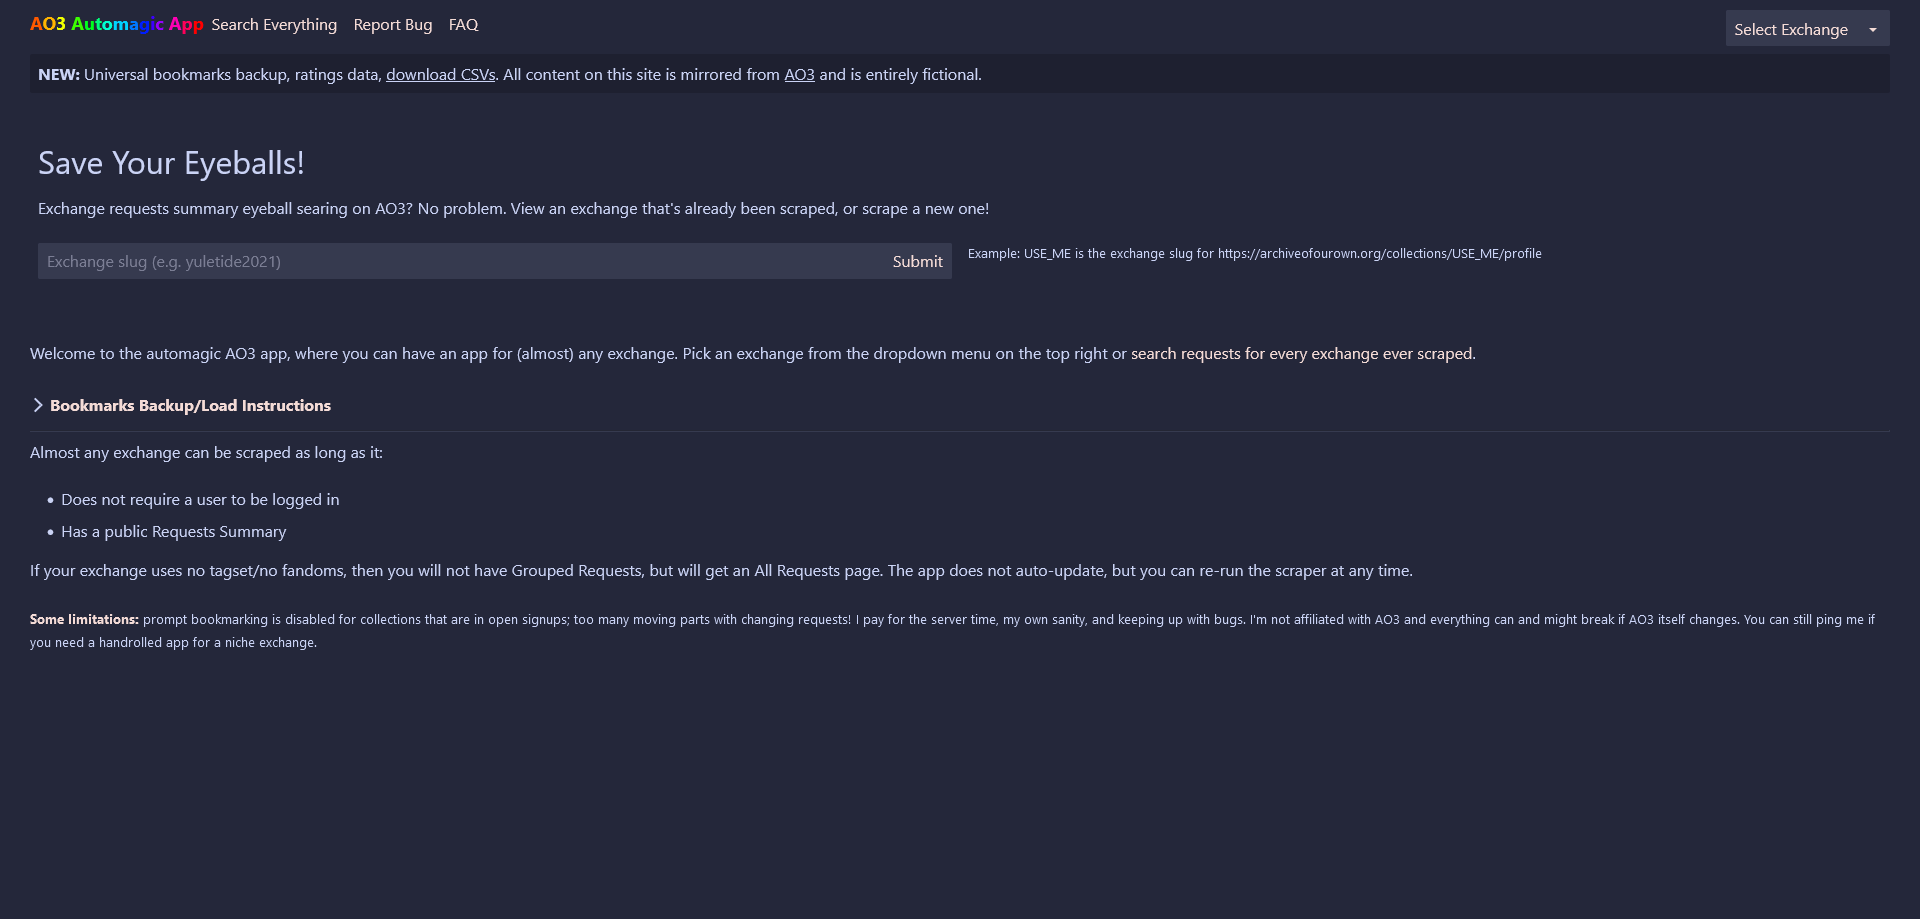 AO3 Automagic App Search Everything Report Bug FAQ Select Exchange
NEW: Universal bookmarks backup, ratings data, download CSVs. All content on this site is mirrored from AO3 and is entirely fictional.
Save Your Eyeballs!
Exchange requests summary eyeball searing on AO3? No problem. View an exchange that's already been scraped, or scrape a new one!
Exchange slug (e.g. yuletide2021) Submit Example: USE_ME is the exchange slug for https://archiveofourown.org/collections/USE_ME/profile
Welcome to the automagic AO3 app, where you can have an app for (almost) any exchange. Pick an exchange from the dropdown menu on the top right or search requests for every exchange ever scraped.
Bookmarks Backup/Load Instructions
Almost any exchange can be scraped as long as it:
• Does not require a user to be logged in
• Has a public Requests Summary
If your exchange uses no tagset/no fandoms, then you will not have Grouped Requests, but will get an All Requests page. The app does not auto-update, but you can re-run the scraper at any time.
Some limitations: prompt bookmarking is disabled for collections that are in open signups; too many moving parts with changing requests! I pay for the server time, my own sanity, and keeping up with bugs. I'm not affiliated with AO3 and everything can and might break if AO3 itself changes. You can still ping me if
you need a handrolled app for a niche exchange.